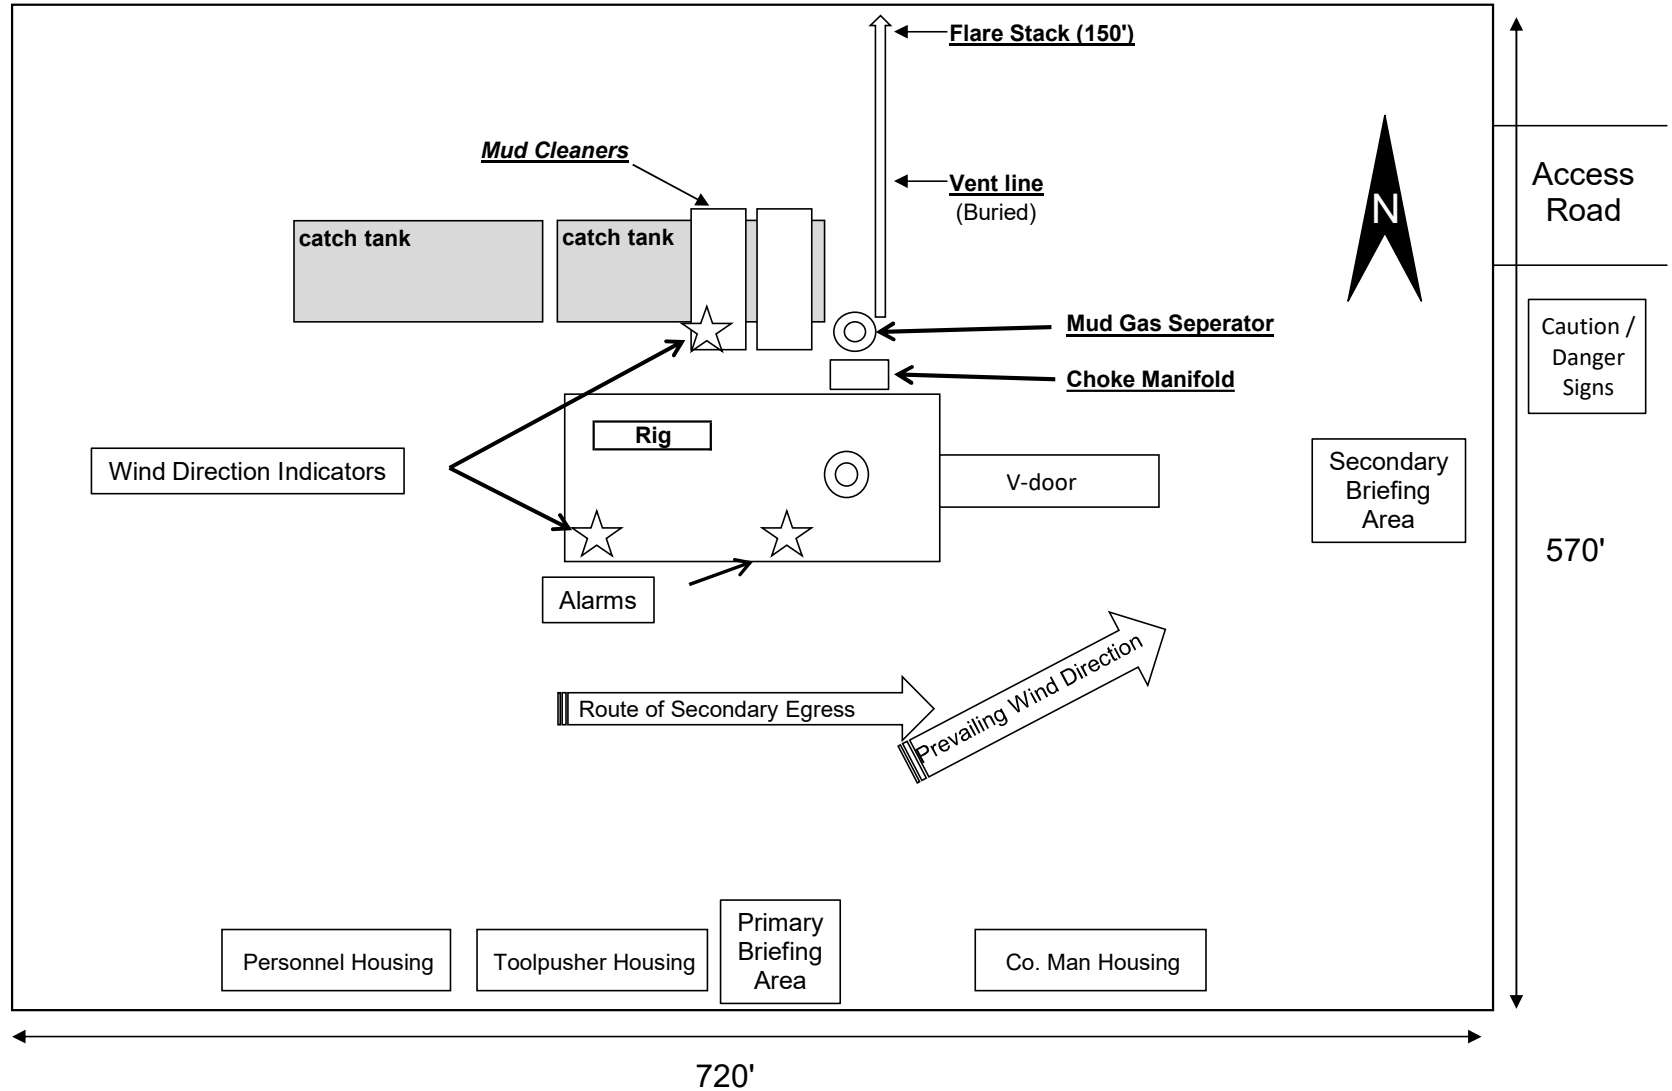 Flare Stack (150')
Mud Cleaners
Vent line
(Buried)
N
Access
Road
catch tank
catch tank
Mud Gas Seperator
Choke Manifold
Caution /
Danger
Signs
Rig
Wind Direction Indicators
V-door
Secondary
Briefing
Area
570'
Alarms
Route of Secondary Egress
Prevailing Wind Direction
Personnel Housing
Toolpusher Housing
Primary
Briefing
Area
Co. Man Housing
720'